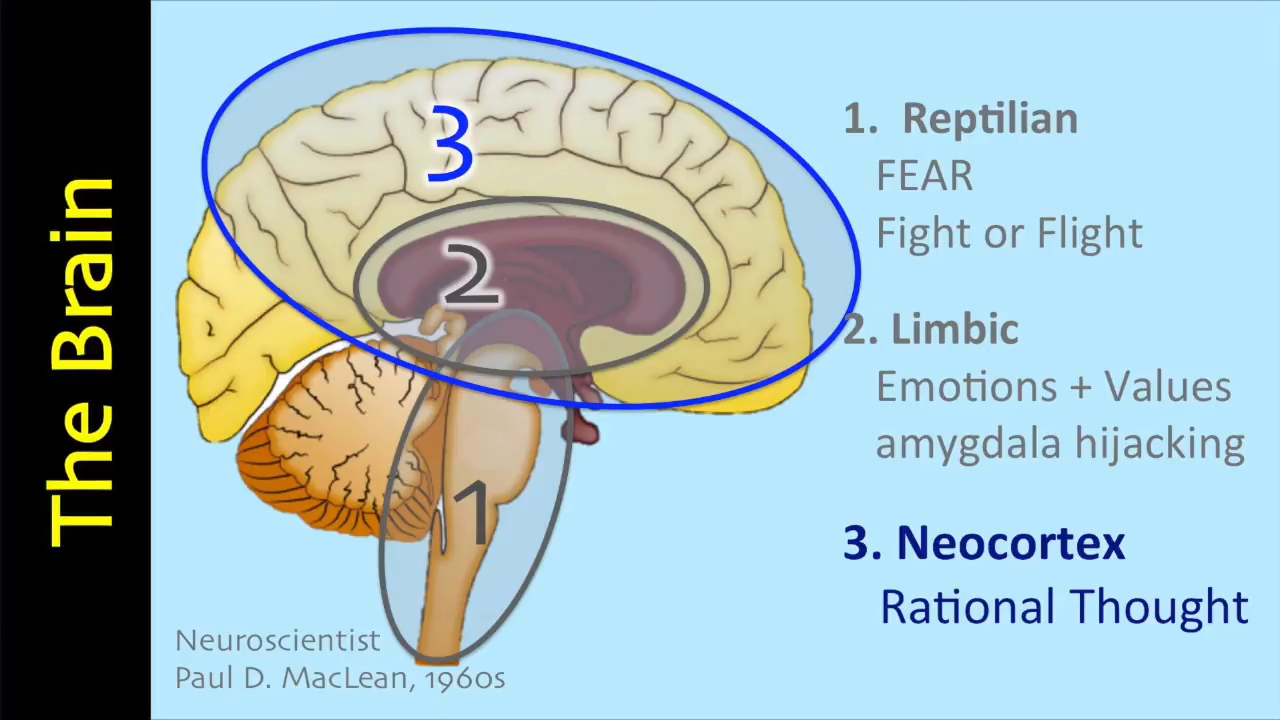 The Brain
3
2
1
1. Reptilian
FEAR
Fight or Flight
2. Limbic
Emotions + Values
amygdala hijacking
3. Neocortex
Rational Thought
Neuroscientist
Paul D. MacLean, 1960s